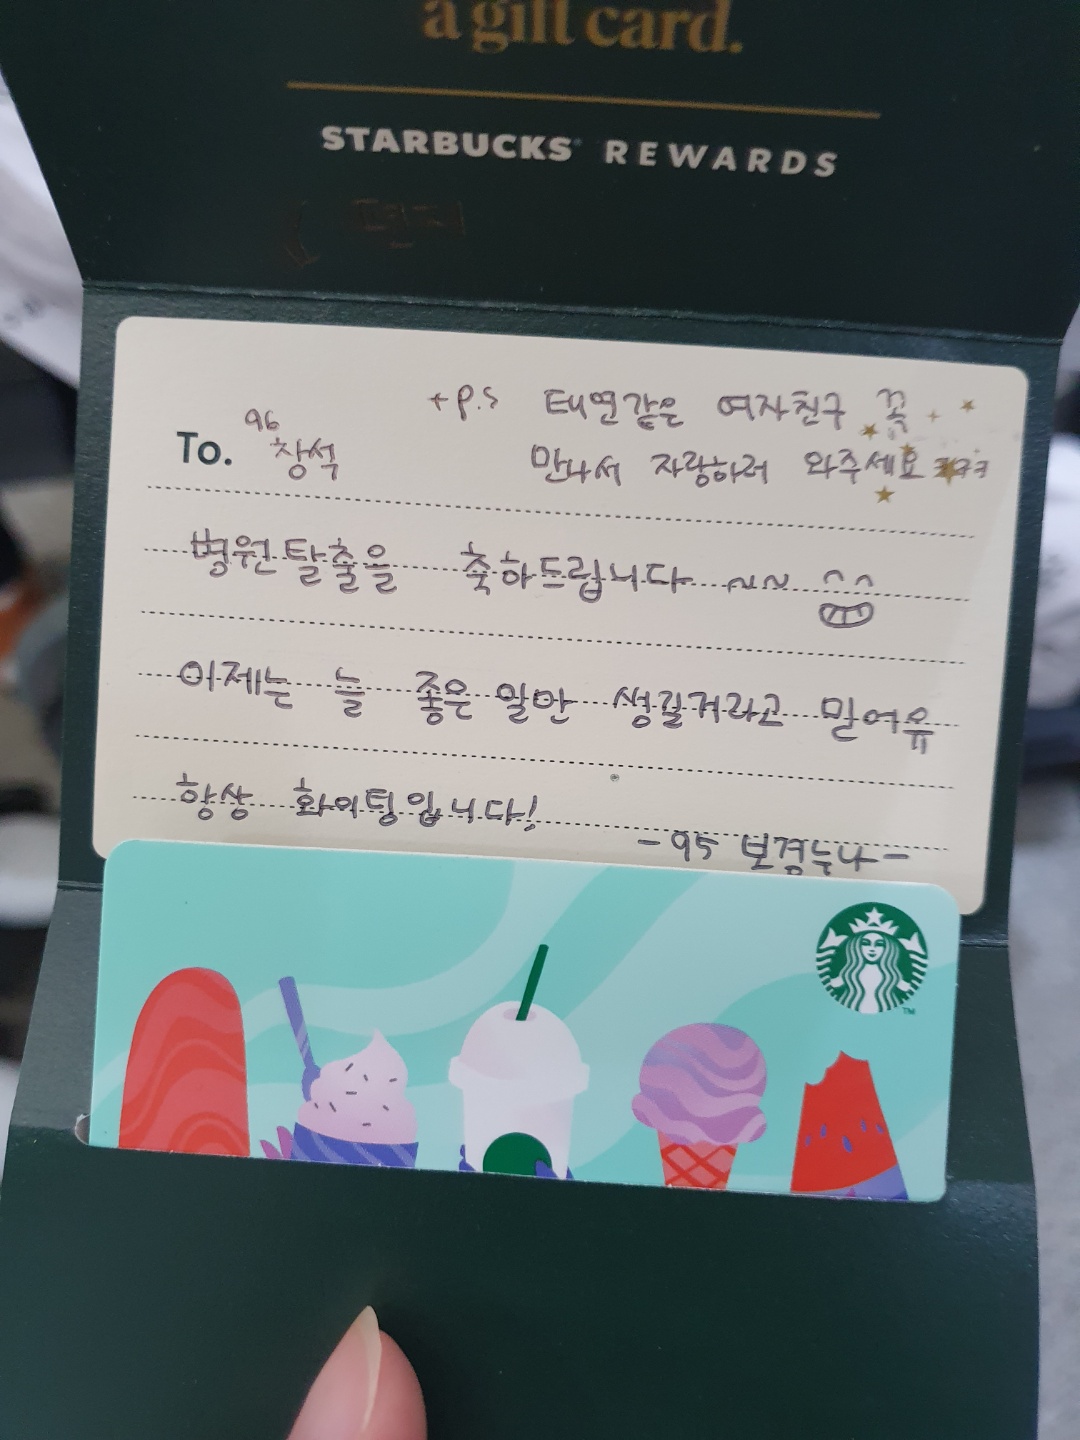 a gift card.
STARBUCKS REWARDS
+ P.S 태연같은 여자친구 꼭
만나서 자랑하러 와주세요 ㅋㅋㅋ
To. 96 창석
병원탈출을 축하드립니다 ~~
이제는 늘 좋은 일만 생길거라고 믿어유
항상 화이팅입니다!
- 95 보경누나 -